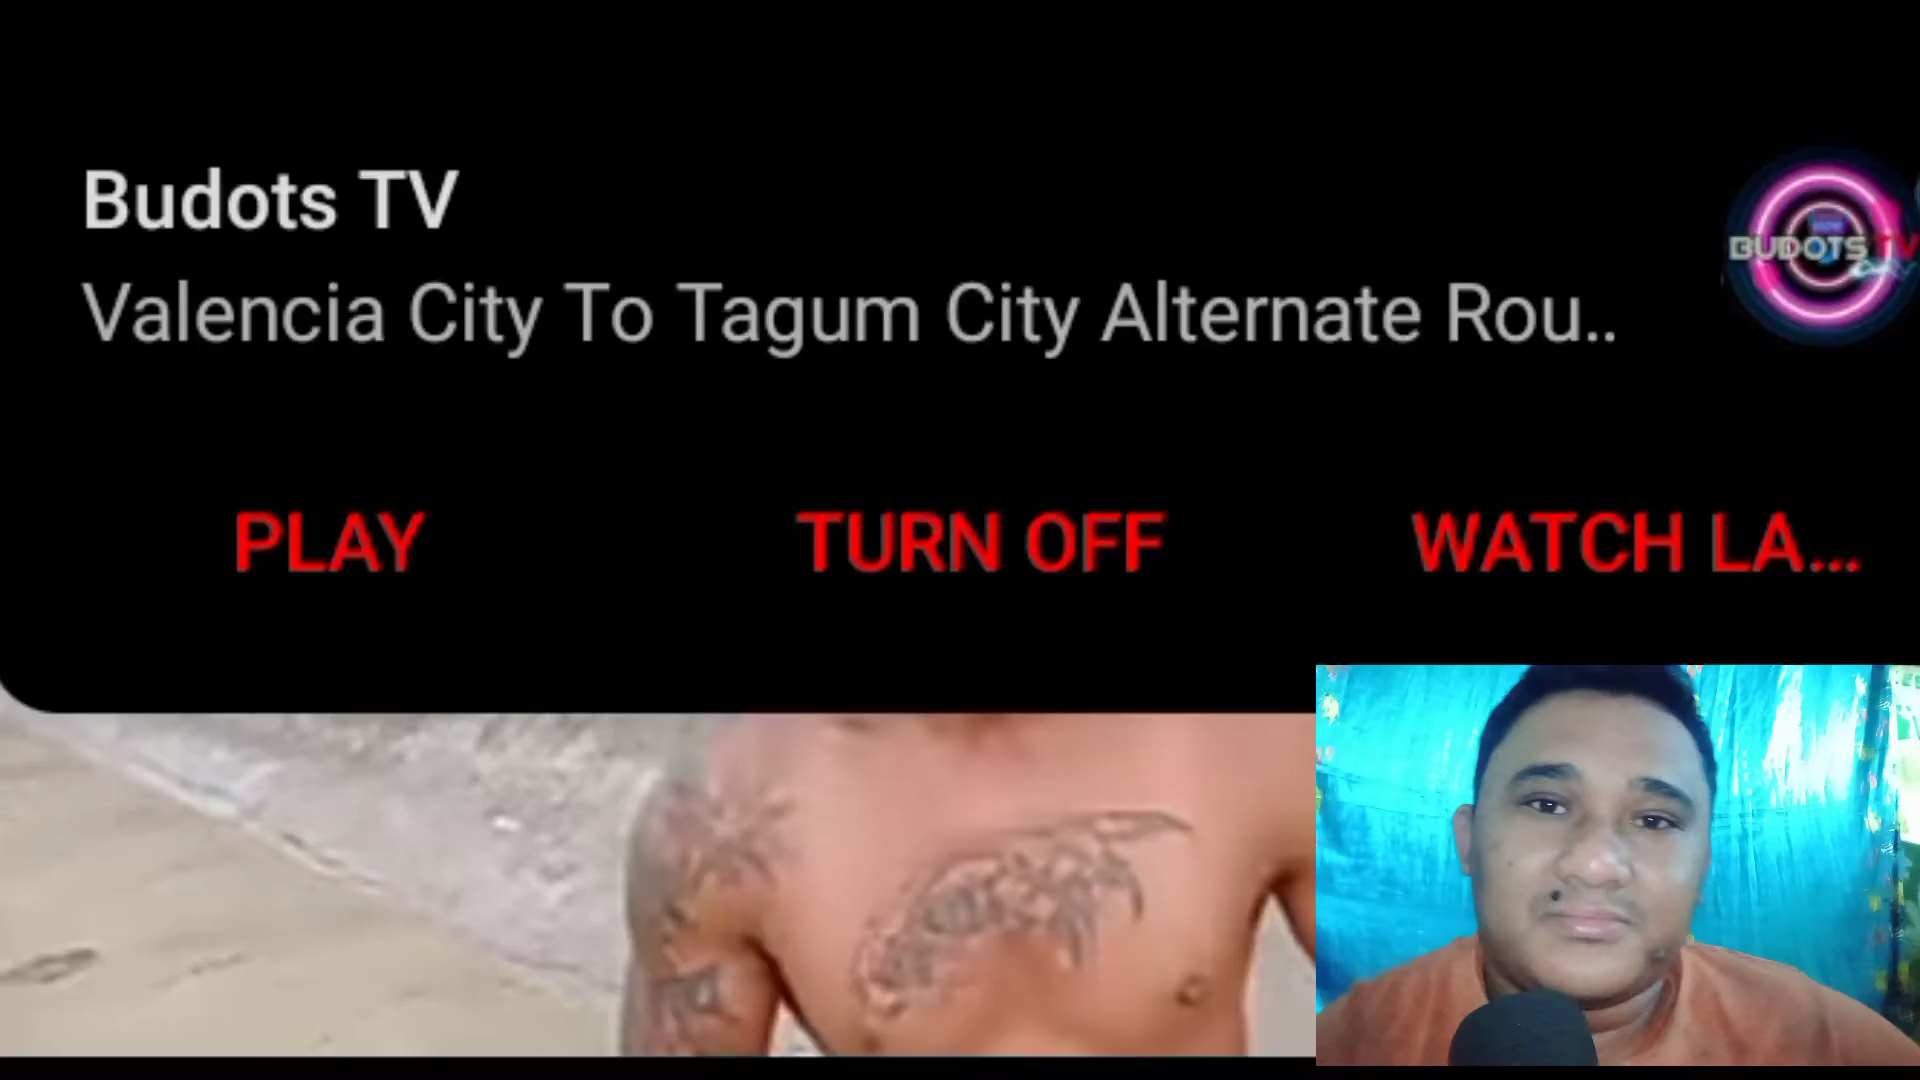 Budots TV
Valencia City To Tagum City Alternate Rou..
BUDOTS TV
PLAY
TURN OFF
WATCH LA...